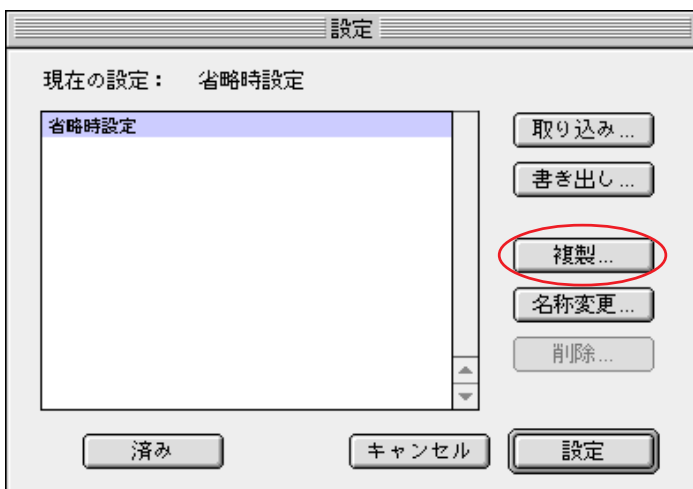 設定
現在の設定： 省略時設定
省略時設定
取り込み...
書き出し...
複製...
名称変更...
削除...
済み
キャンセル
設定